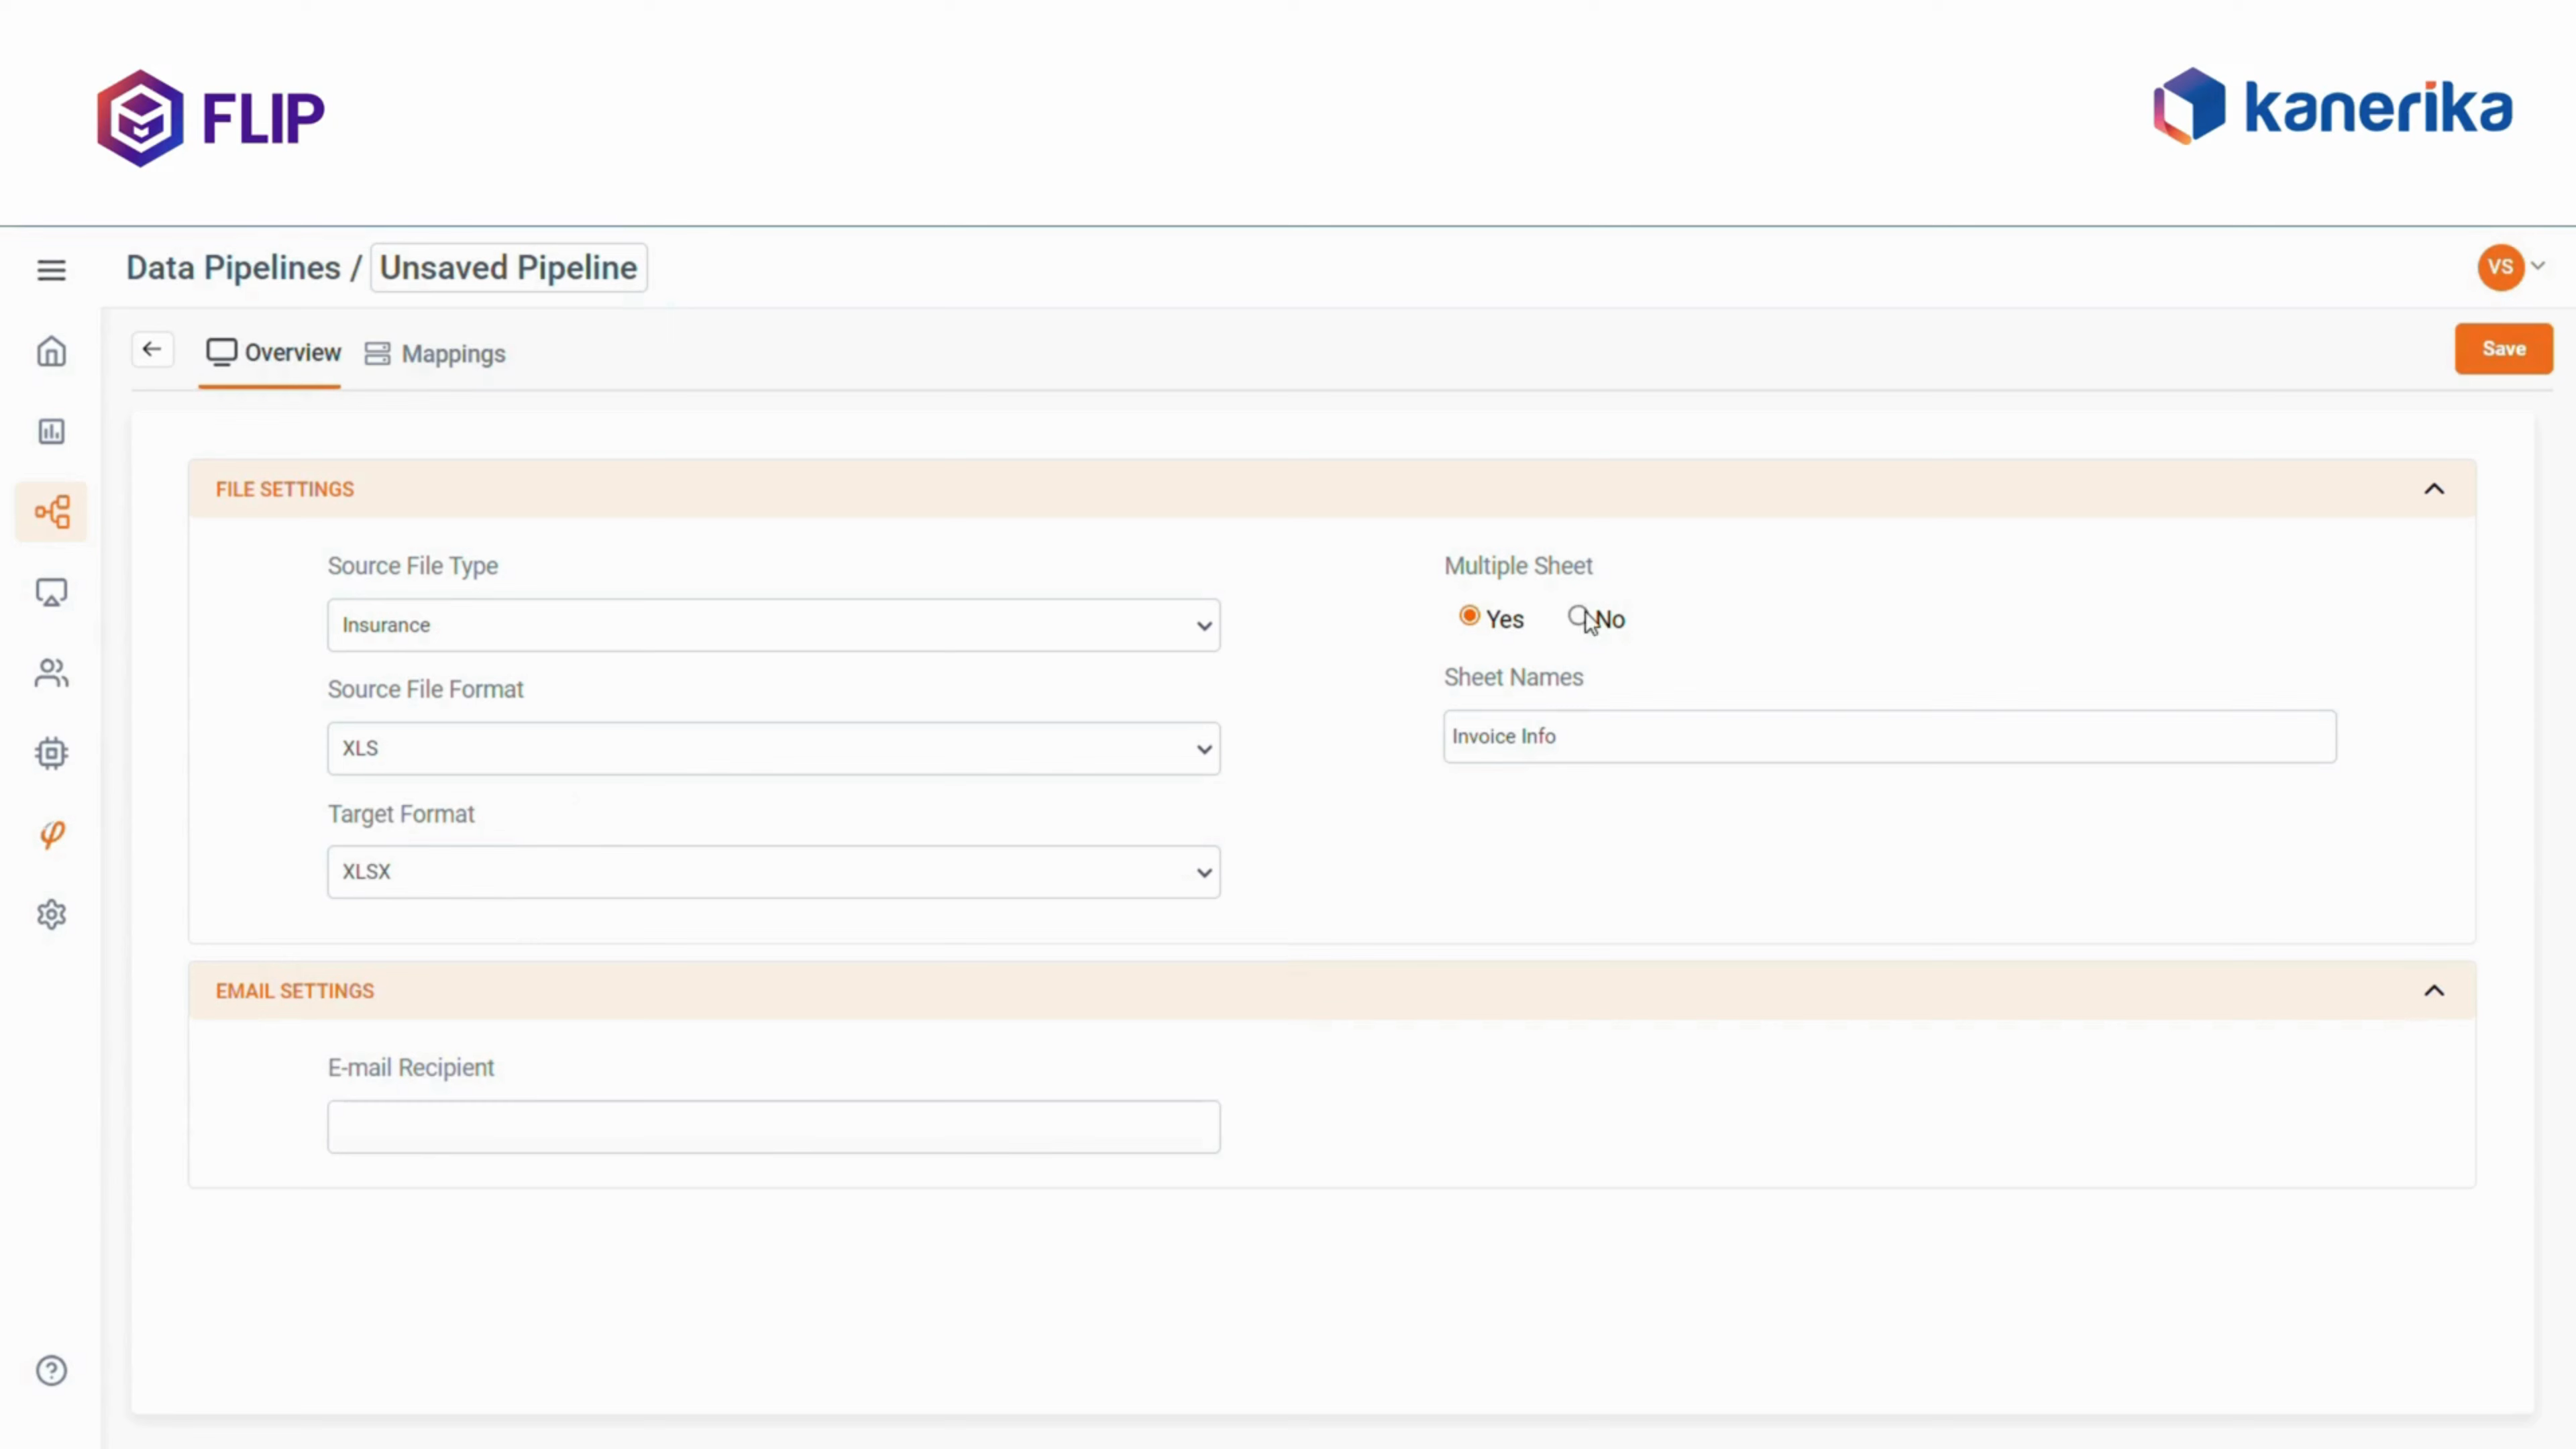 FLIP
kanerika
Data Pipelines / Unsaved Pipeline
VS
Overview
Mappings
Save
FILE SETTINGS
Source File Type
Multiple Sheet
Insurance
Yes
No
Source File Format
Sheet Names
XLS
Invoice Info
Target Format
XLSX
EMAIL SETTINGS
E-mail Recipient